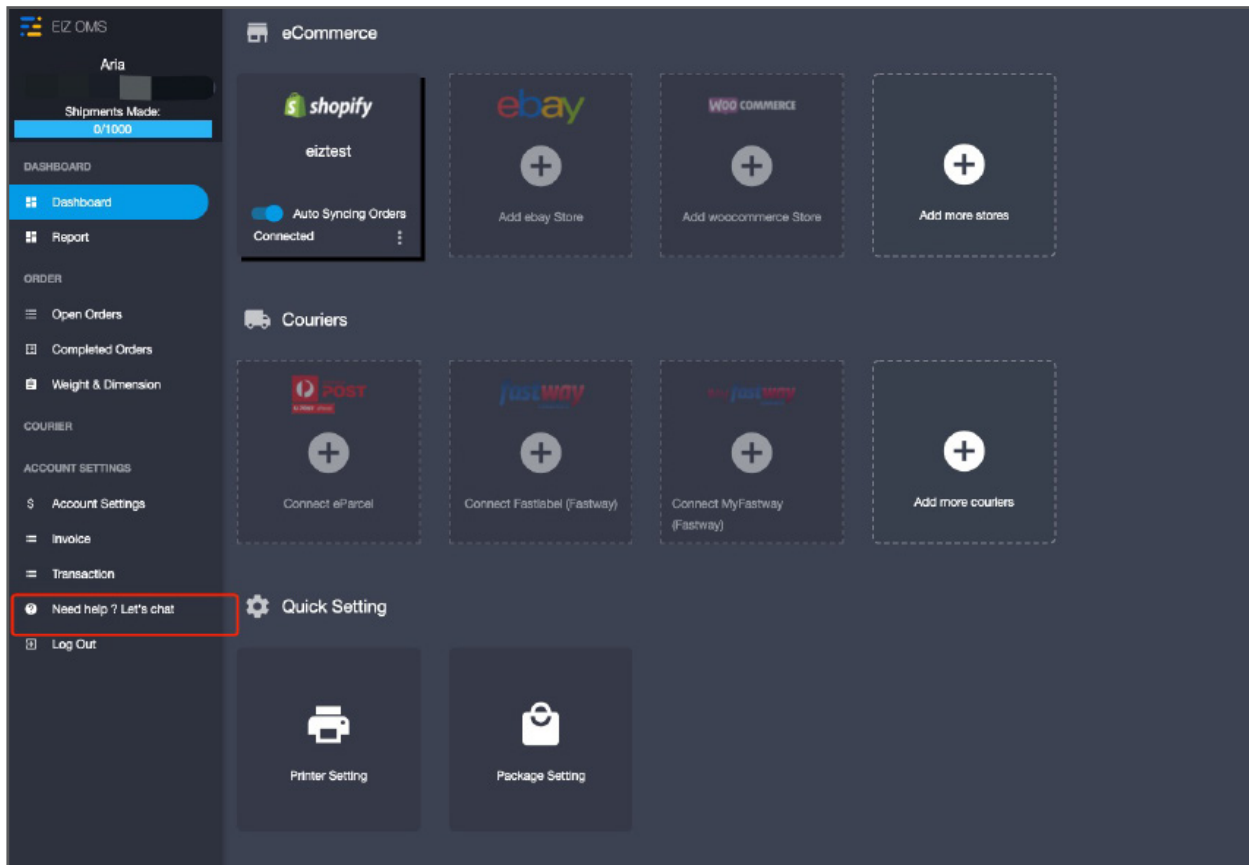 EIZ OMS
Aria
Shipments Made:
0/1000
DASHBOARD
Dashboard
Report
ORDER
Open Orders
Completed Orders
Weight & Dimension
COURIER
ACCOUNT SETTINGS
$ Account Settings
Invoice
Transaction
Need help ? Let's chat
Log Out
eCommerce
shopify
eiztest
Auto Syncing Orders
Connected
ebay
Add ebay Store
WOO COMMERCE
Add woocommerce Store
Add more stores
Couriers
POST
Connect eParcel
fastway
Connect Fastlabel (Fastway)
fastway
Connect MyFastway
(Fastway)
Add more couriers
Quick Setting
Printer Setting
Package Setting